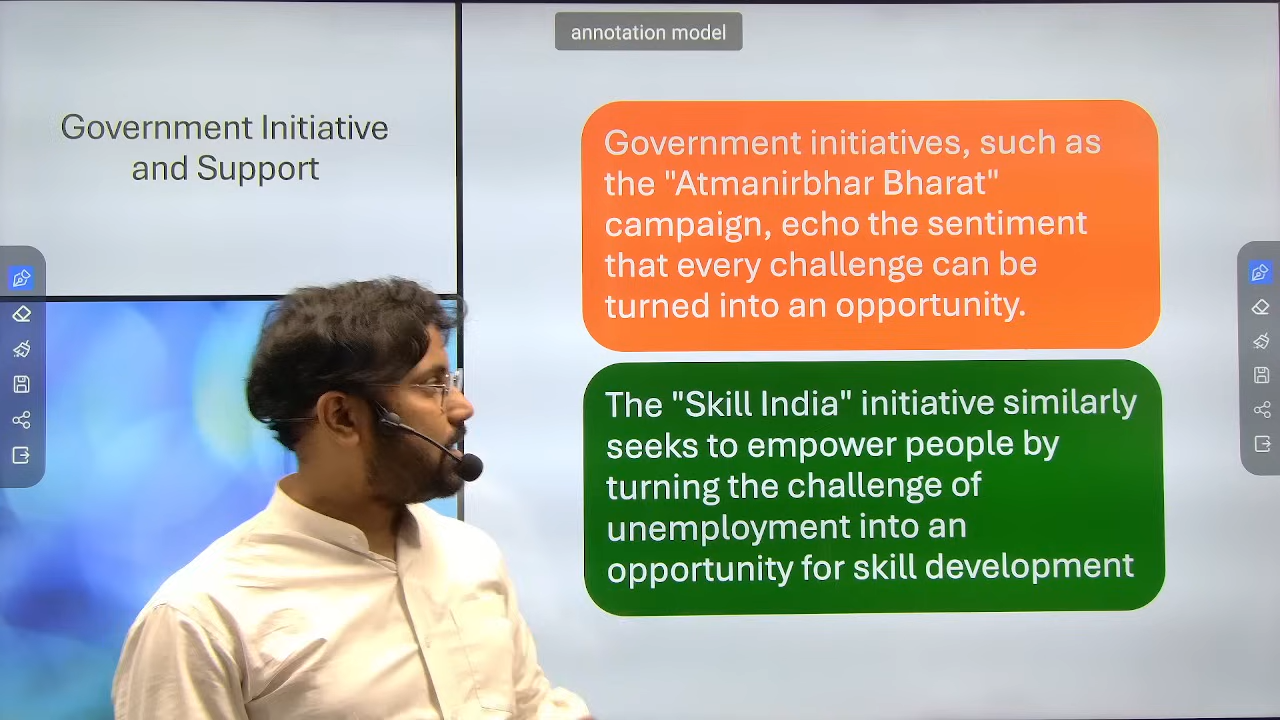 annotation model
Government Initiative
and Support
Government initiatives, such as
the "Atmanirbhar Bharat"
campaign, echo the sentiment
that every challenge can be
turned into an opportunity.
The "Skill India" initiative similarly
seeks to empower people by
turning the challenge of
unemployment into an
opportunity for skill development